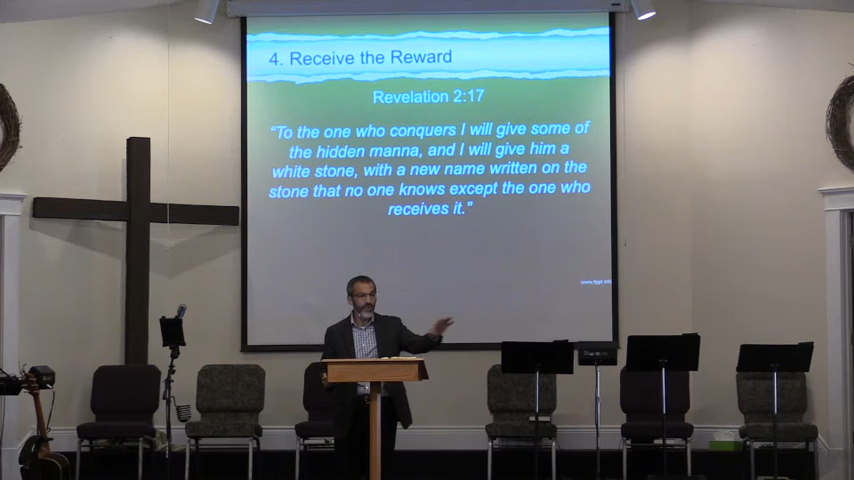 4. Receive the Reward
Revelation 2:17
“To the one who conquers I will give some of
the hidden manna, and I will give him a
white stone, with a new name written on the
stone that no one knows except the one who
receives it.”